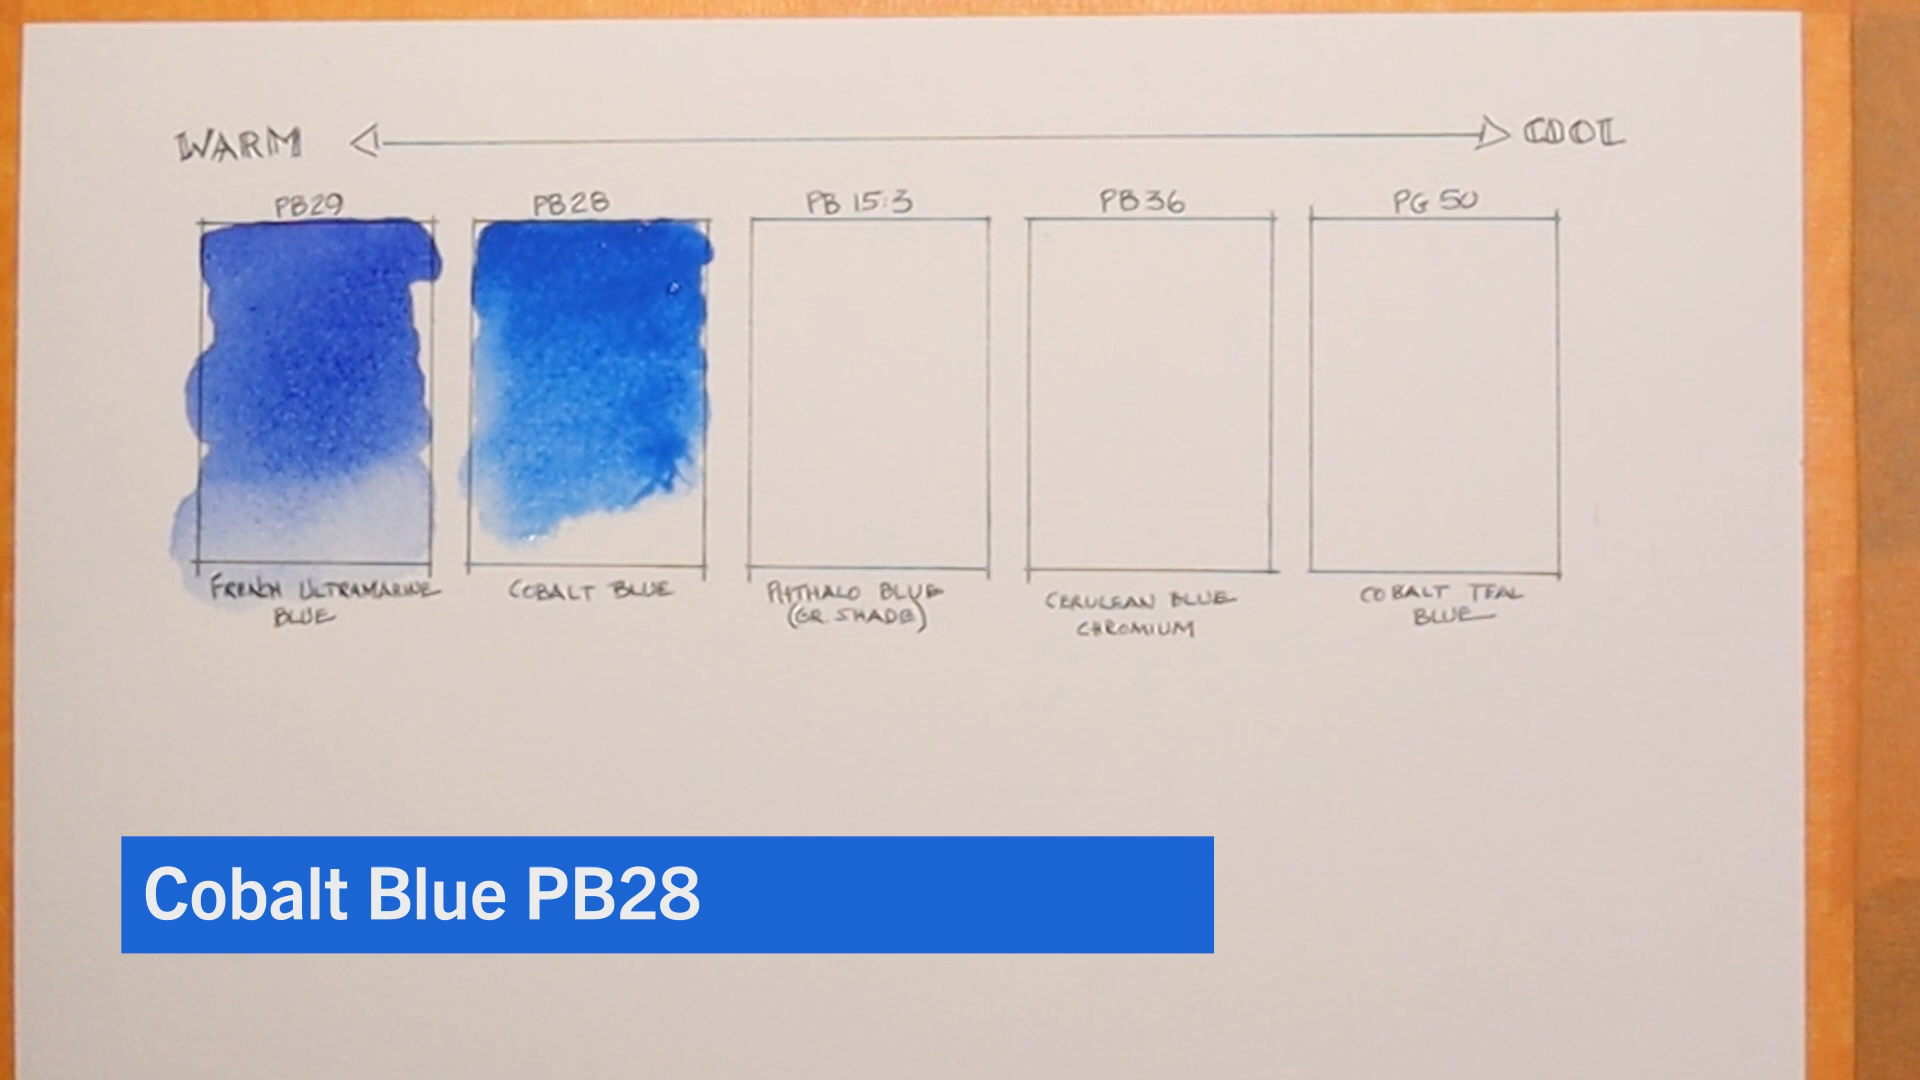 WARM
COOL
PB29
PB28
PB 15:3
PB36
PG 50
FRENCH ULTRAMARINE
BLUE
COBALT BLUE
PHTHALO BLUE
(GR. SHADE)
CERULEAN BLUE
CHROMIUM
COBALT TEAL
BLUE
Cobalt Blue PB28